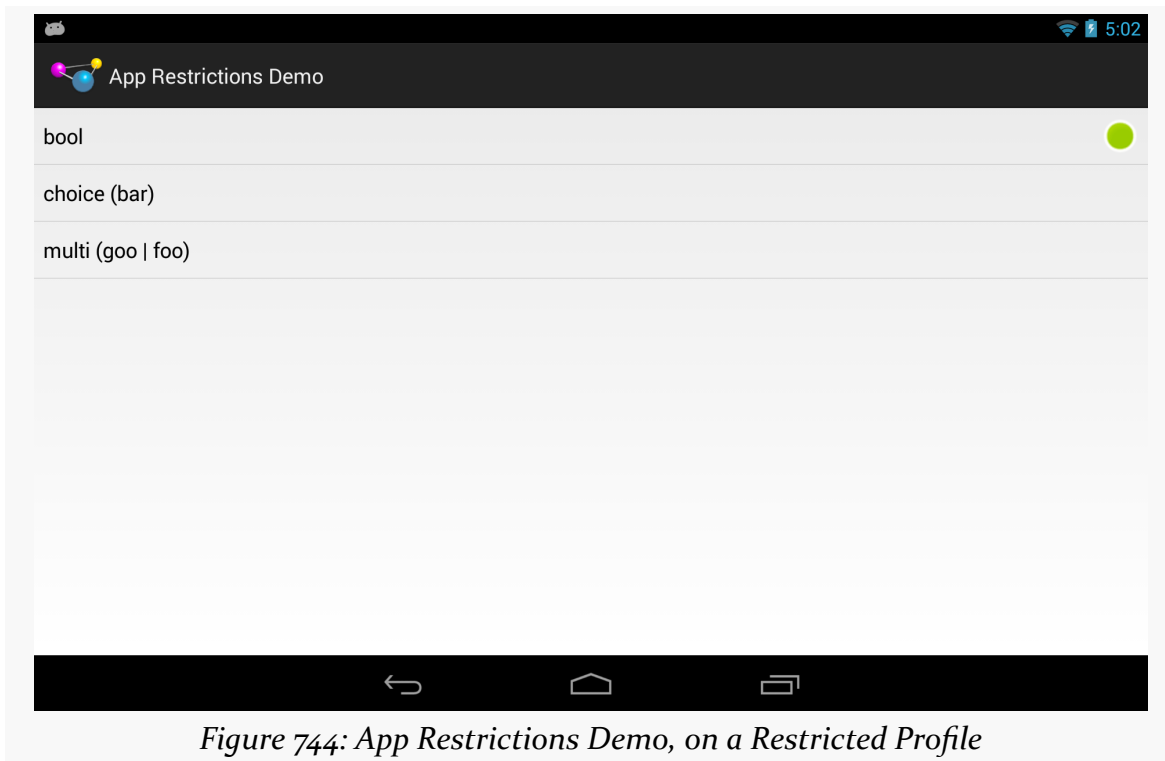 5:02
App Restrictions Demo
bool
choice (bar)
multi (goo | foo)
Figure 744: App Restrictions Demo, on a Restricted Profile